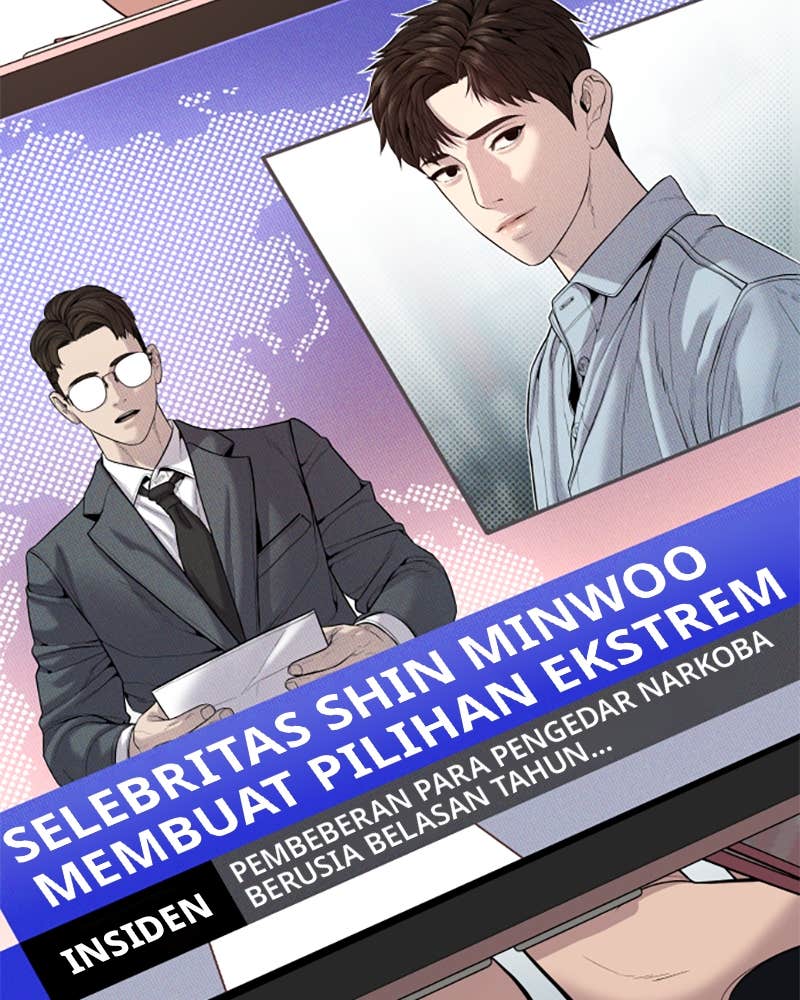 SELEBRITAS SHIN MINWOO
MEMBUAT PILIHAN EKSTREM
INSIDEN
PEMBEBERAN PARA PENGEDAR NARKOBA
BERUSIA BELASAN TAHUN...